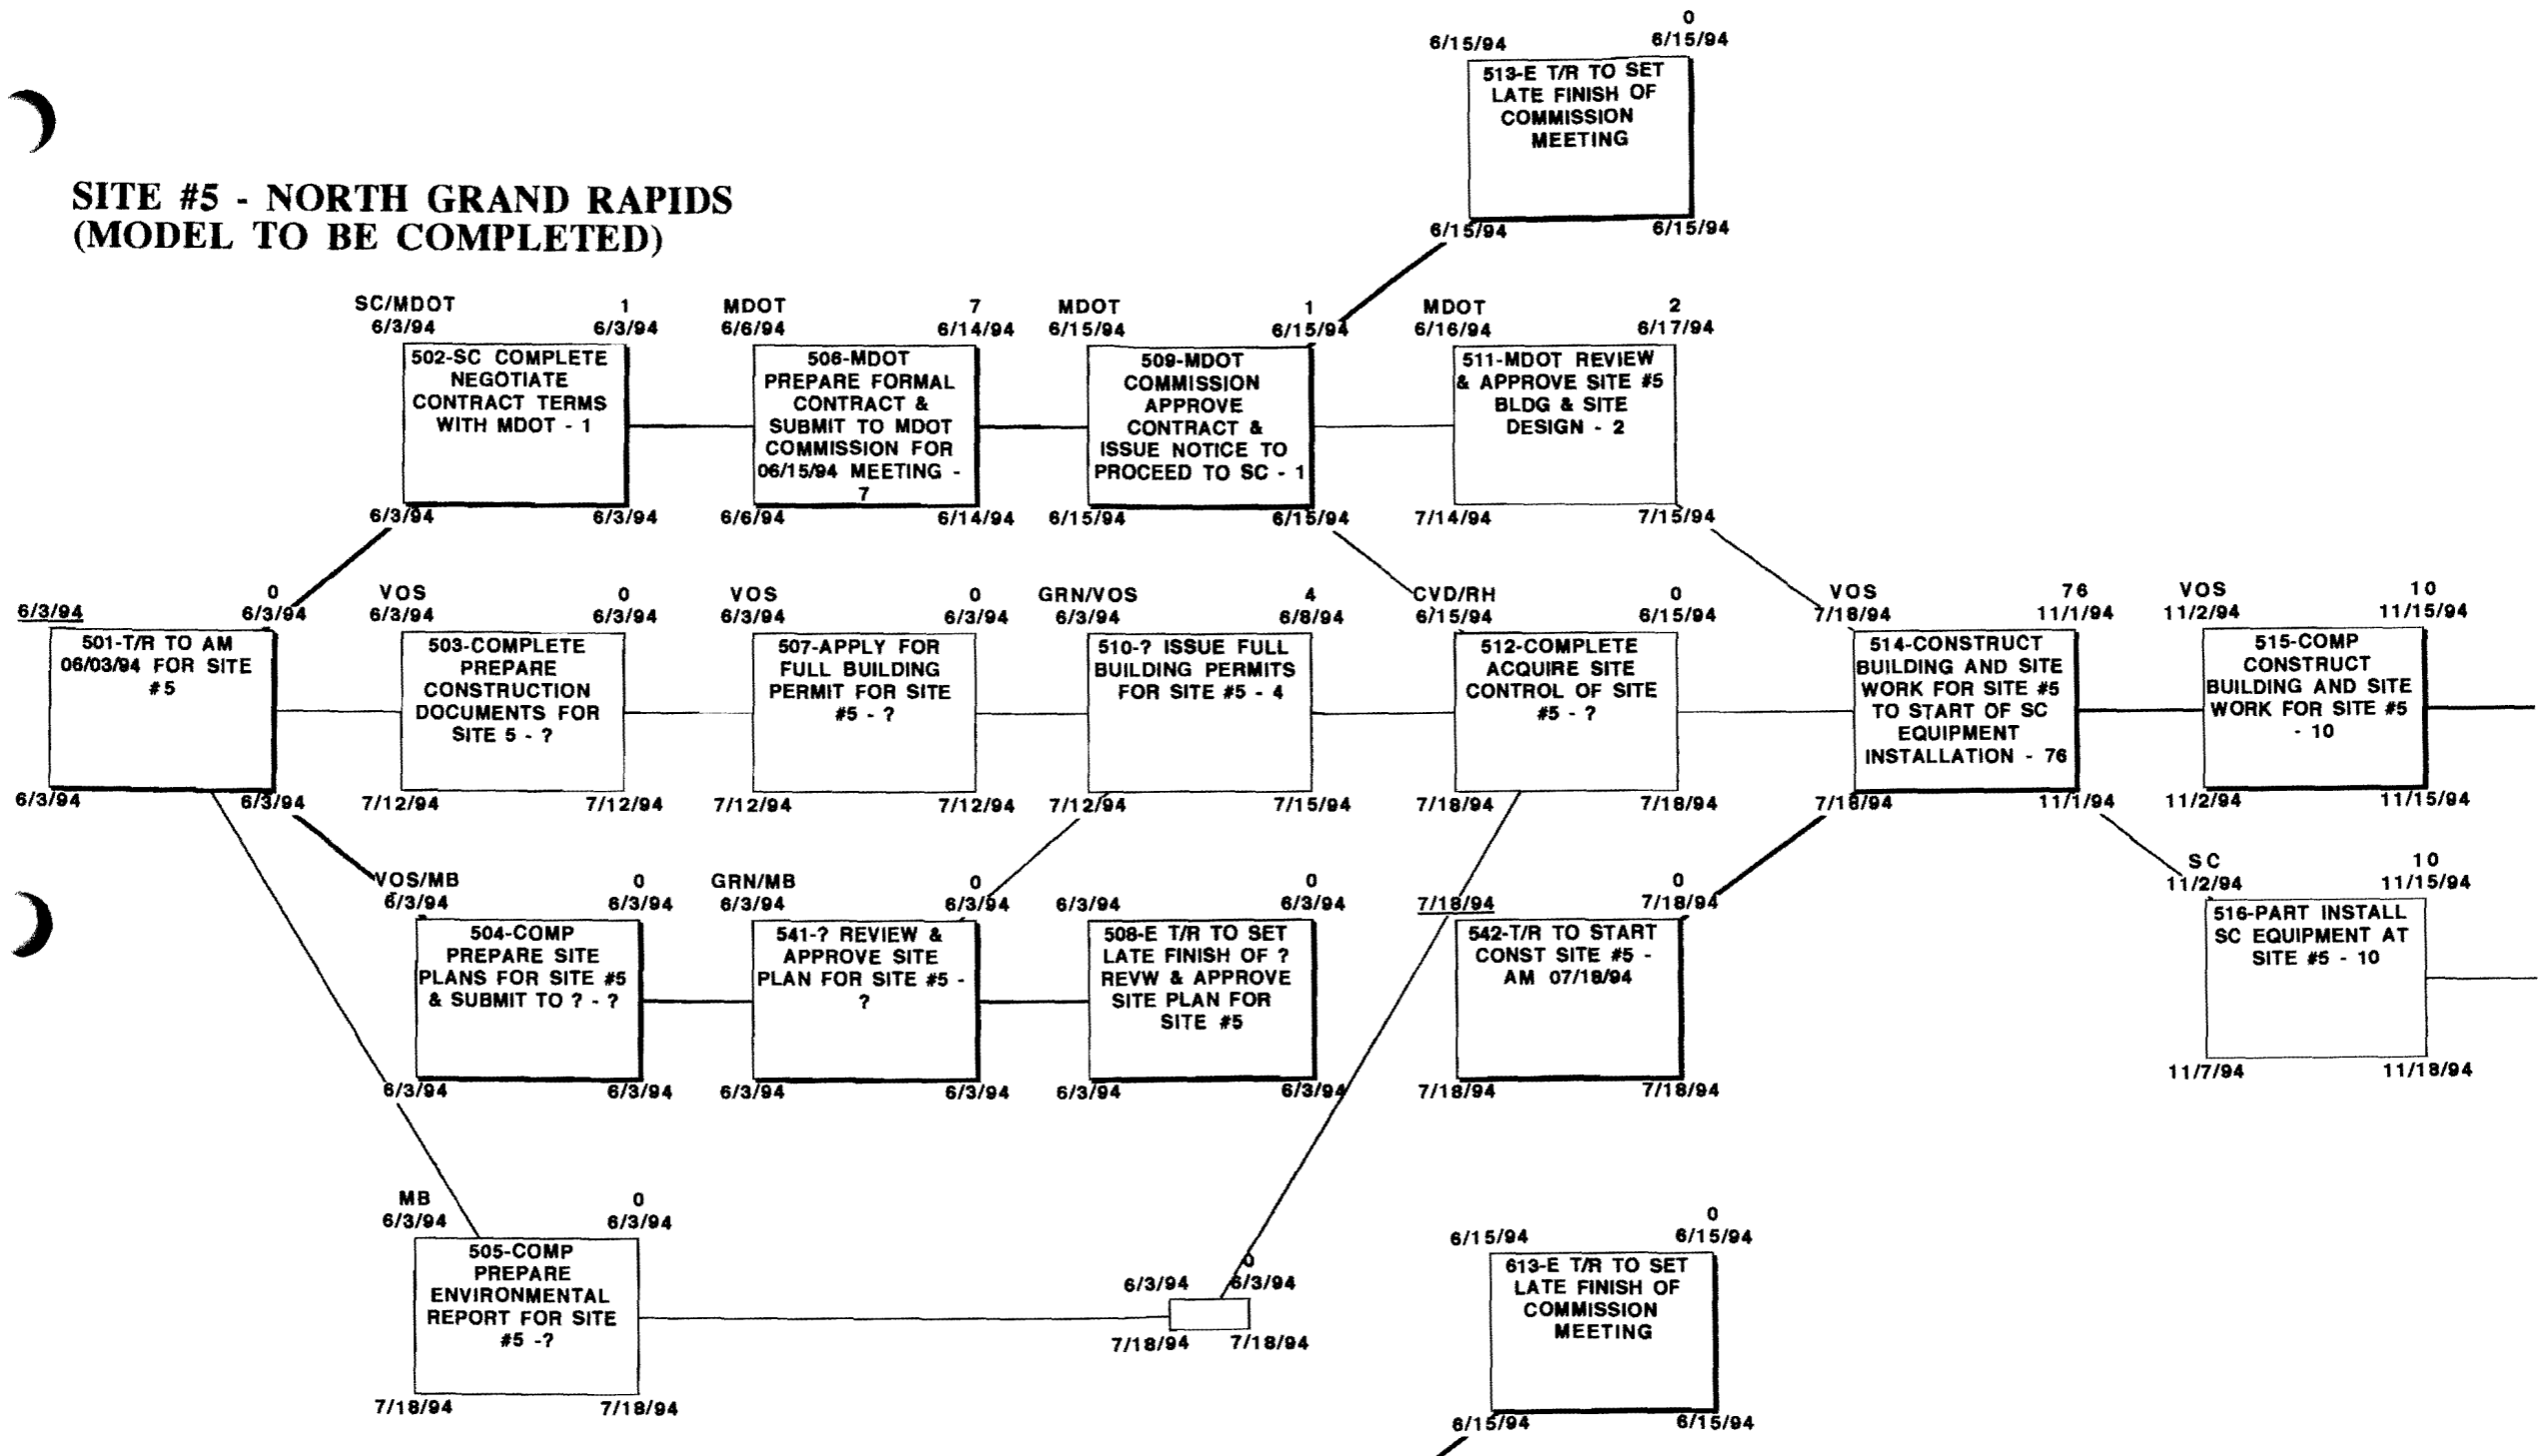 SITE #5 - NORTH GRAND RAPIDS
(MODEL TO BE COMPLETED)
0
6/15/94 6/15/94
513-E T/R TO SET
LATE FINISH OF
COMMISSION
MEETING
6/15/94 6/15/94
SC/MDOT 1
6/3/94 6/3/94
502-SC COMPLETE
NEGOTIATE
CONTRACT TERMS
WITH MDOT - 1
6/3/94 6/3/94
MDOT 7
6/6/94 6/14/94
506-MDOT
PREPARE FORMAL
CONTRACT &
SUBMIT TO MDOT
COMMISSION FOR
06/15/94 MEETING -
7
6/6/94 6/14/94
MDOT 1
6/15/94 6/15/94
509-MDOT
COMMISSION
APPROVE
CONTRACT &
ISSUE NOTICE TO
PROCEED TO SC - 1
6/15/94 6/15/94
MDOT 2
6/16/94 6/17/94
511-MDOT REVIEW
& APPROVE SITE #5
BLDG & SITE
DESIGN - 2
7/14/94 7/15/94
0
6/3/94 6/3/94
501-T/R TO AM
06/03/94 FOR SITE
#5
6/3/94 6/3/94
VOS 0
6/3/94 6/3/94
503-COMPLETE
PREPARE
CONSTRUCTION
DOCUMENTS FOR
SITE 5 - ?
7/12/94 7/12/94
VOS 0
6/3/94 6/3/94
507-APPLY FOR
FULL BUILDING
PERMIT FOR SITE
#5 - ?
7/12/94 7/12/94
GRN/VOS 4
6/3/94 6/8/94
510-? ISSUE FULL
BUILDING PERMITS
FOR SITE #5 - 4
7/12/94 7/15/94
CVD/RH 0
6/15/94 6/15/94
512-COMPLETE
ACQUIRE SITE
CONTROL OF SITE
#5 - ?
7/18/94 7/18/94
VOS 76
7/18/94 11/1/94
514-CONSTRUCT
BUILDING AND SITE
WORK FOR SITE #5
TO START OF SC
EQUIPMENT
INSTALLATION - 76
7/18/94 11/1/94
VOS 10
11/2/94 11/15/94
515-COMP
CONSTRUCT
BUILDING AND SITE
WORK FOR SITE #5
- 10
11/2/94 11/15/94
VOS/MB 0
6/3/94 6/3/94
504-COMP
PREPARE SITE
PLANS FOR SITE #5
& SUBMIT TO ? - ?
6/3/94 6/3/94
GRN/MB 0
6/3/94 6/3/94
541-? REVIEW &
APPROVE SITE
PLAN FOR SITE #5 -
?
6/3/94 6/3/94
0
6/3/94 6/3/94
508-E T/R TO SET
LATE FINISH OF ?
REVW & APPROVE
SITE PLAN FOR
SITE #5
6/3/94 6/3/94
0
7/18/94 7/18/94
542-T/R TO START
CONST SITE #5 -
AM 07/18/94
7/18/94 7/18/94
SC 10
11/2/94 11/15/94
516-PART INSTALL
SC EQUIPMENT AT
SITE #5 - 10
11/7/94 11/18/94
MB 0
6/3/94 6/3/94
505-COMP
PREPARE
ENVIRONMENTAL
REPORT FOR SITE
#5 -?
7/18/94 7/18/94
0
6/3/94 6/3/94
7/18/94 7/18/94
0
6/15/94 6/15/94
613-E T/R TO SET
LATE FINISH OF
COMMISSION
MEETING
6/15/94 6/15/94